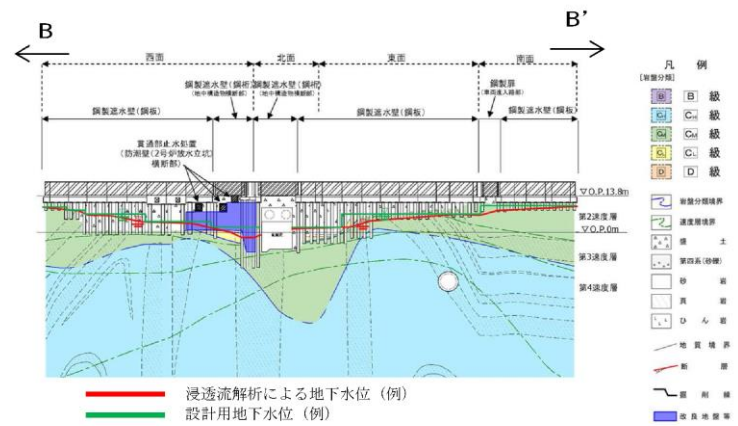 B
B'
西面
北面
東面
南面
鋼製遮水壁(鋼桁)
(地中構造物横断部)
鋼製遮水壁(鋼桁)
(地中構造物横断部)
鋼製扉
(車両進入路部)
鋼製遮水壁(鋼板)
鋼製遮水壁(鋼板)
鋼製遮水壁(鋼板)
貫通部止水処置
(防潮壁(2号炉放水立坑)
横断部)
▽O.P.13.8m
第2速度層
▽O.P.0m
第3速度層
第4速度層
浸透流解析による地下水位(例)
設計用地下水位(例)
凡 例
[岩盤分類]
B B 級
CH CH 級
CM CM 級
CL CL 級
D D 級
岩盤分類境界
速度層境界
盛 土
第四系(砂礫)
砂 岩
頁 岩
ひ ん 岩
地 質 境 界
断 層
掘 削 線
改 良 地 盤 等